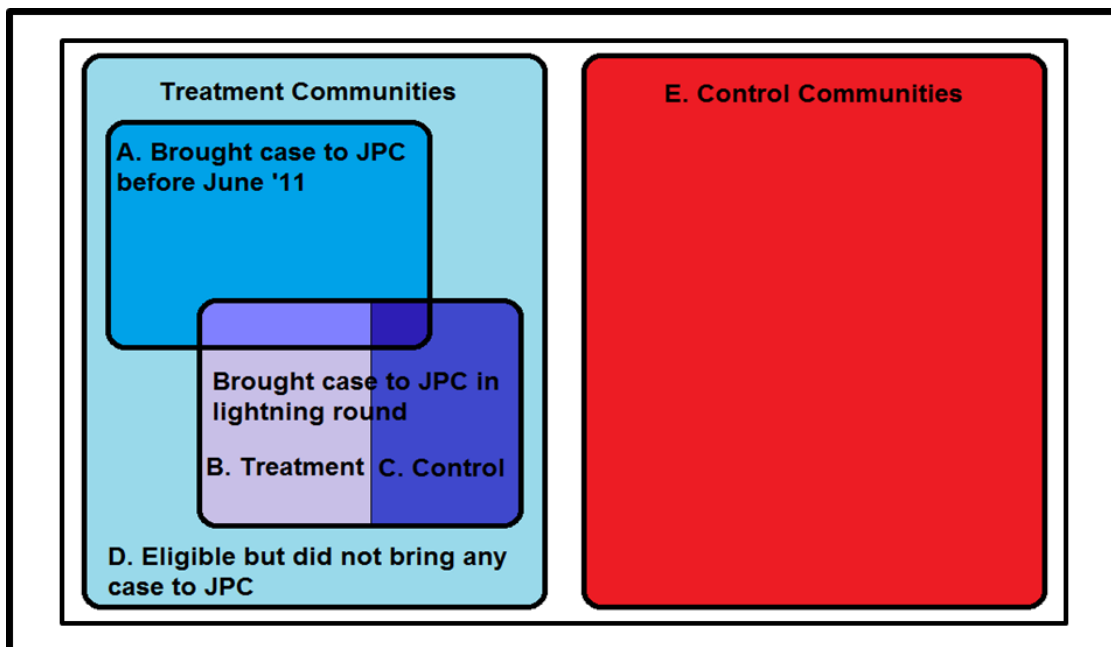 Treatment Communities
E. Control Communities
A. Brought case to JPC
before June '11
Brought case to JPC in
lightning round
B. Treatment
C. Control
D. Eligible but did not bring any
case to JPC